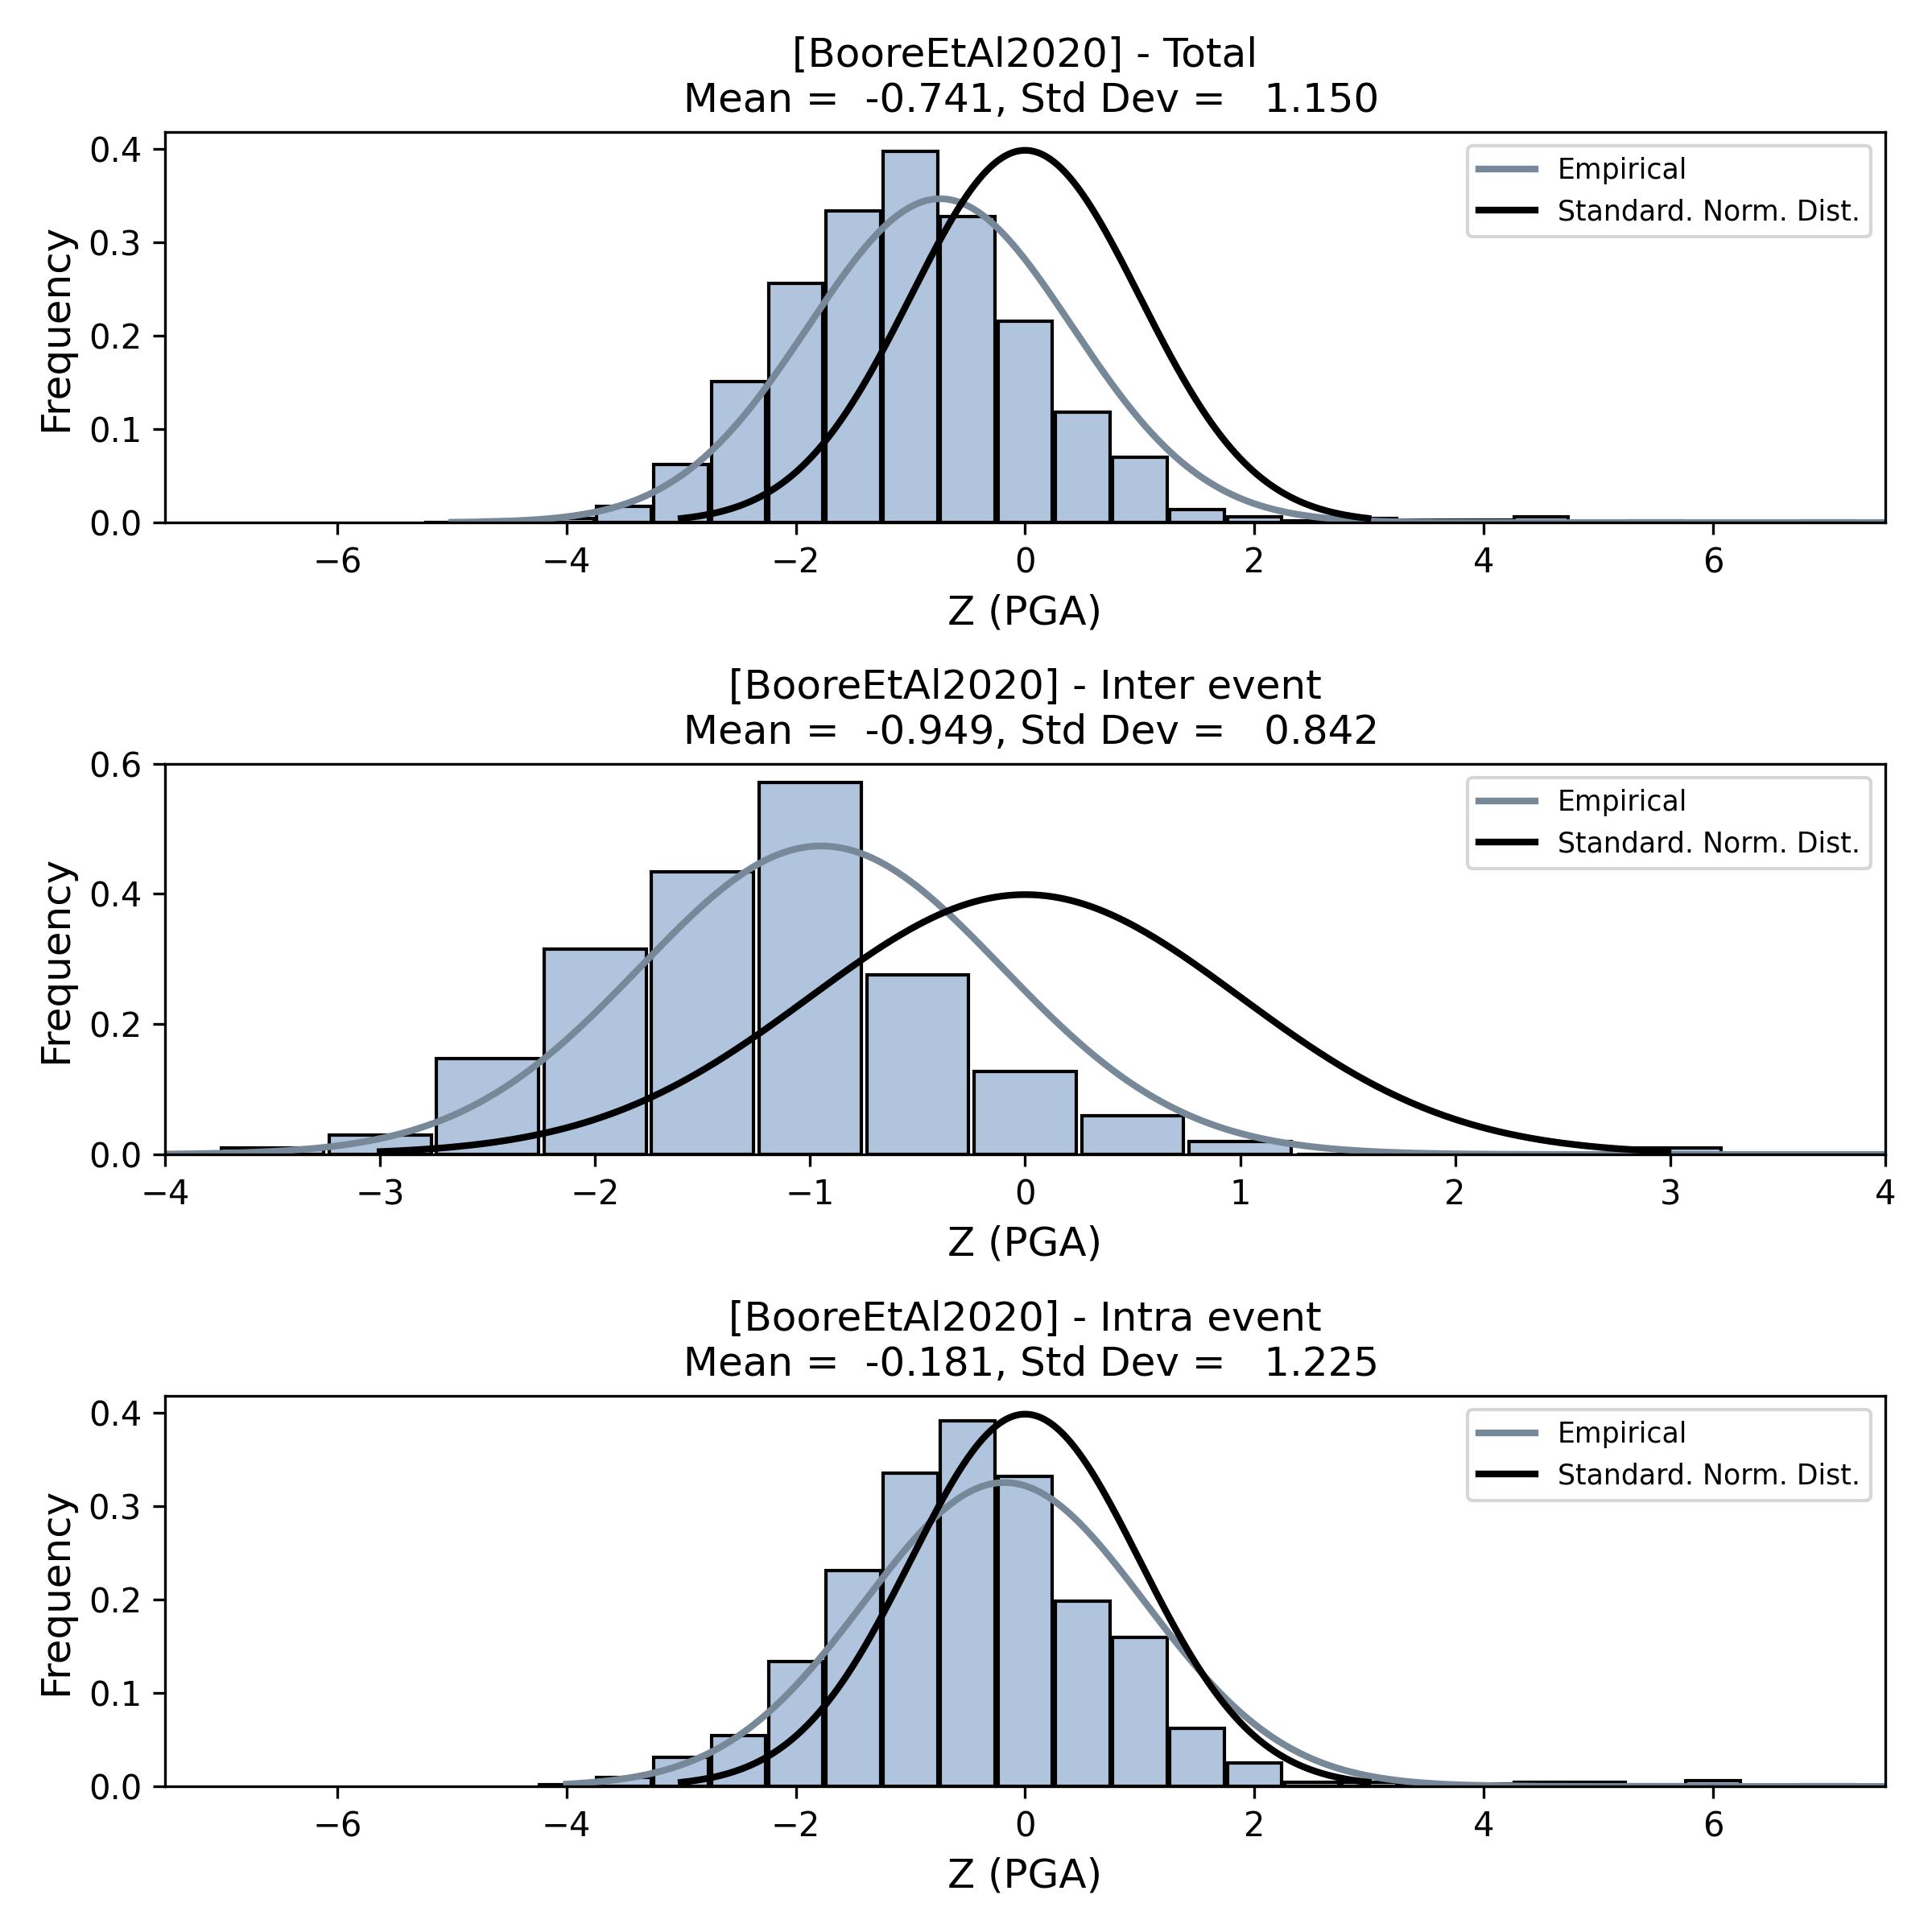 [BooreEtAl2020] - Total
Mean =  -0.741, Std Dev =   1.150
Frequency
0.4
0.3
0.2
0.1
0.0
Empirical
Standard. Norm. Dist.
−6 −4 −2 0 2 4 6
Z (PGA)
[BooreEtAl2020] - Inter event
Mean =  -0.949, Std Dev =   0.842
Frequency
0.6
0.4
0.2
0.0
Empirical
Standard. Norm. Dist.
−4 −3 −2 −1 0 1 2 3 4
Z (PGA)
[BooreEtAl2020] - Intra event
Mean =  -0.181, Std Dev =   1.225
Frequency
0.4
0.3
0.2
0.1
0.0
Empirical
Standard. Norm. Dist.
−6 −4 −2 0 2 4 6
Z (PGA)